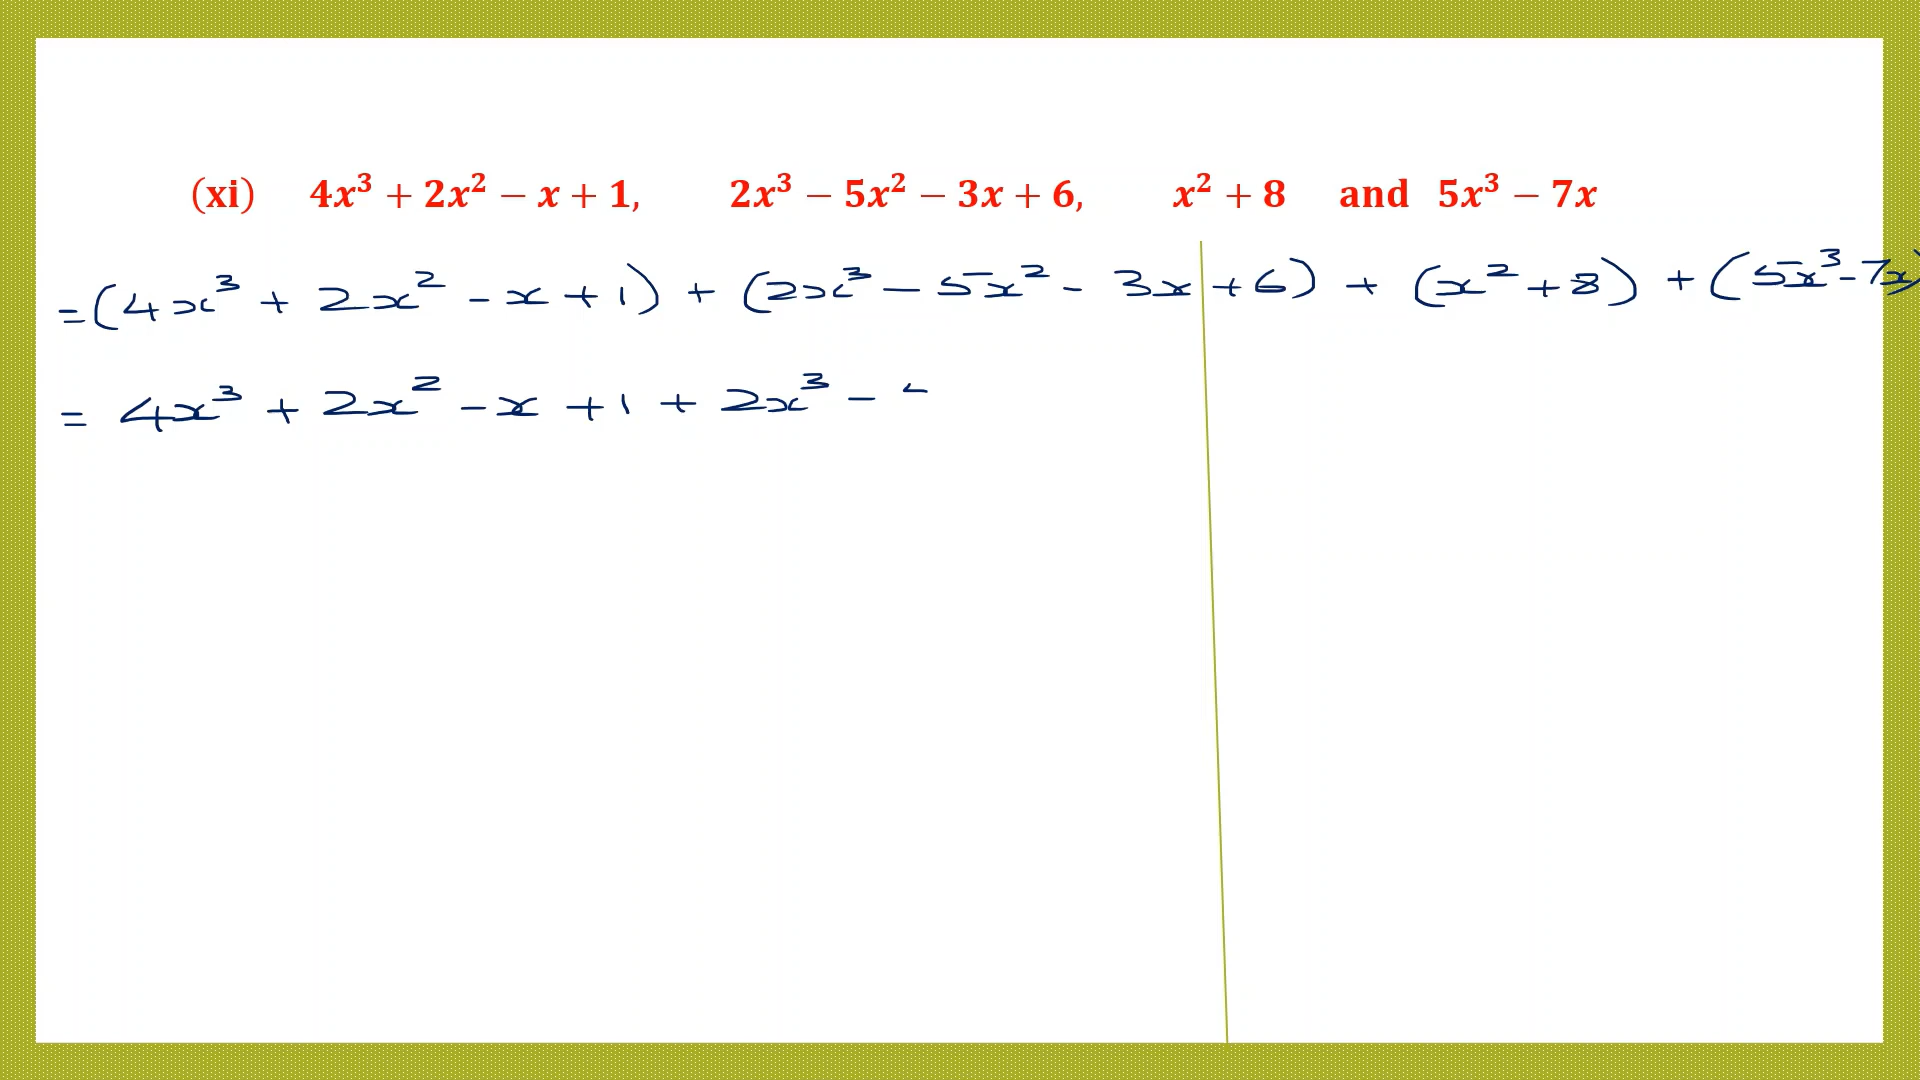 (xi) 4x³ + 2x² − x + 1, 2x³ − 5x² − 3x + 6, x² + 8 and 5x³ − 7x
= (4x³ + 2x² − x + 1) + (2x³ − 5x² − 3x + 6) + (x² + 8) + (5x³ − 7x)
= 4x³ + 2x² − x + 1 + 2x³ −